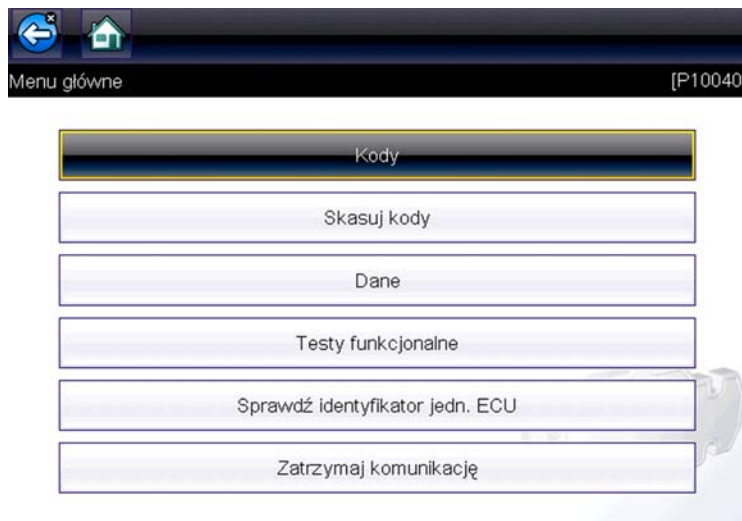 Menu główne [P10040
Kody
Skasuj kody
Dane
Testy funkcjonalne
Sprawdź identyfikator jedn. ECU
Zatrzymaj komunikację